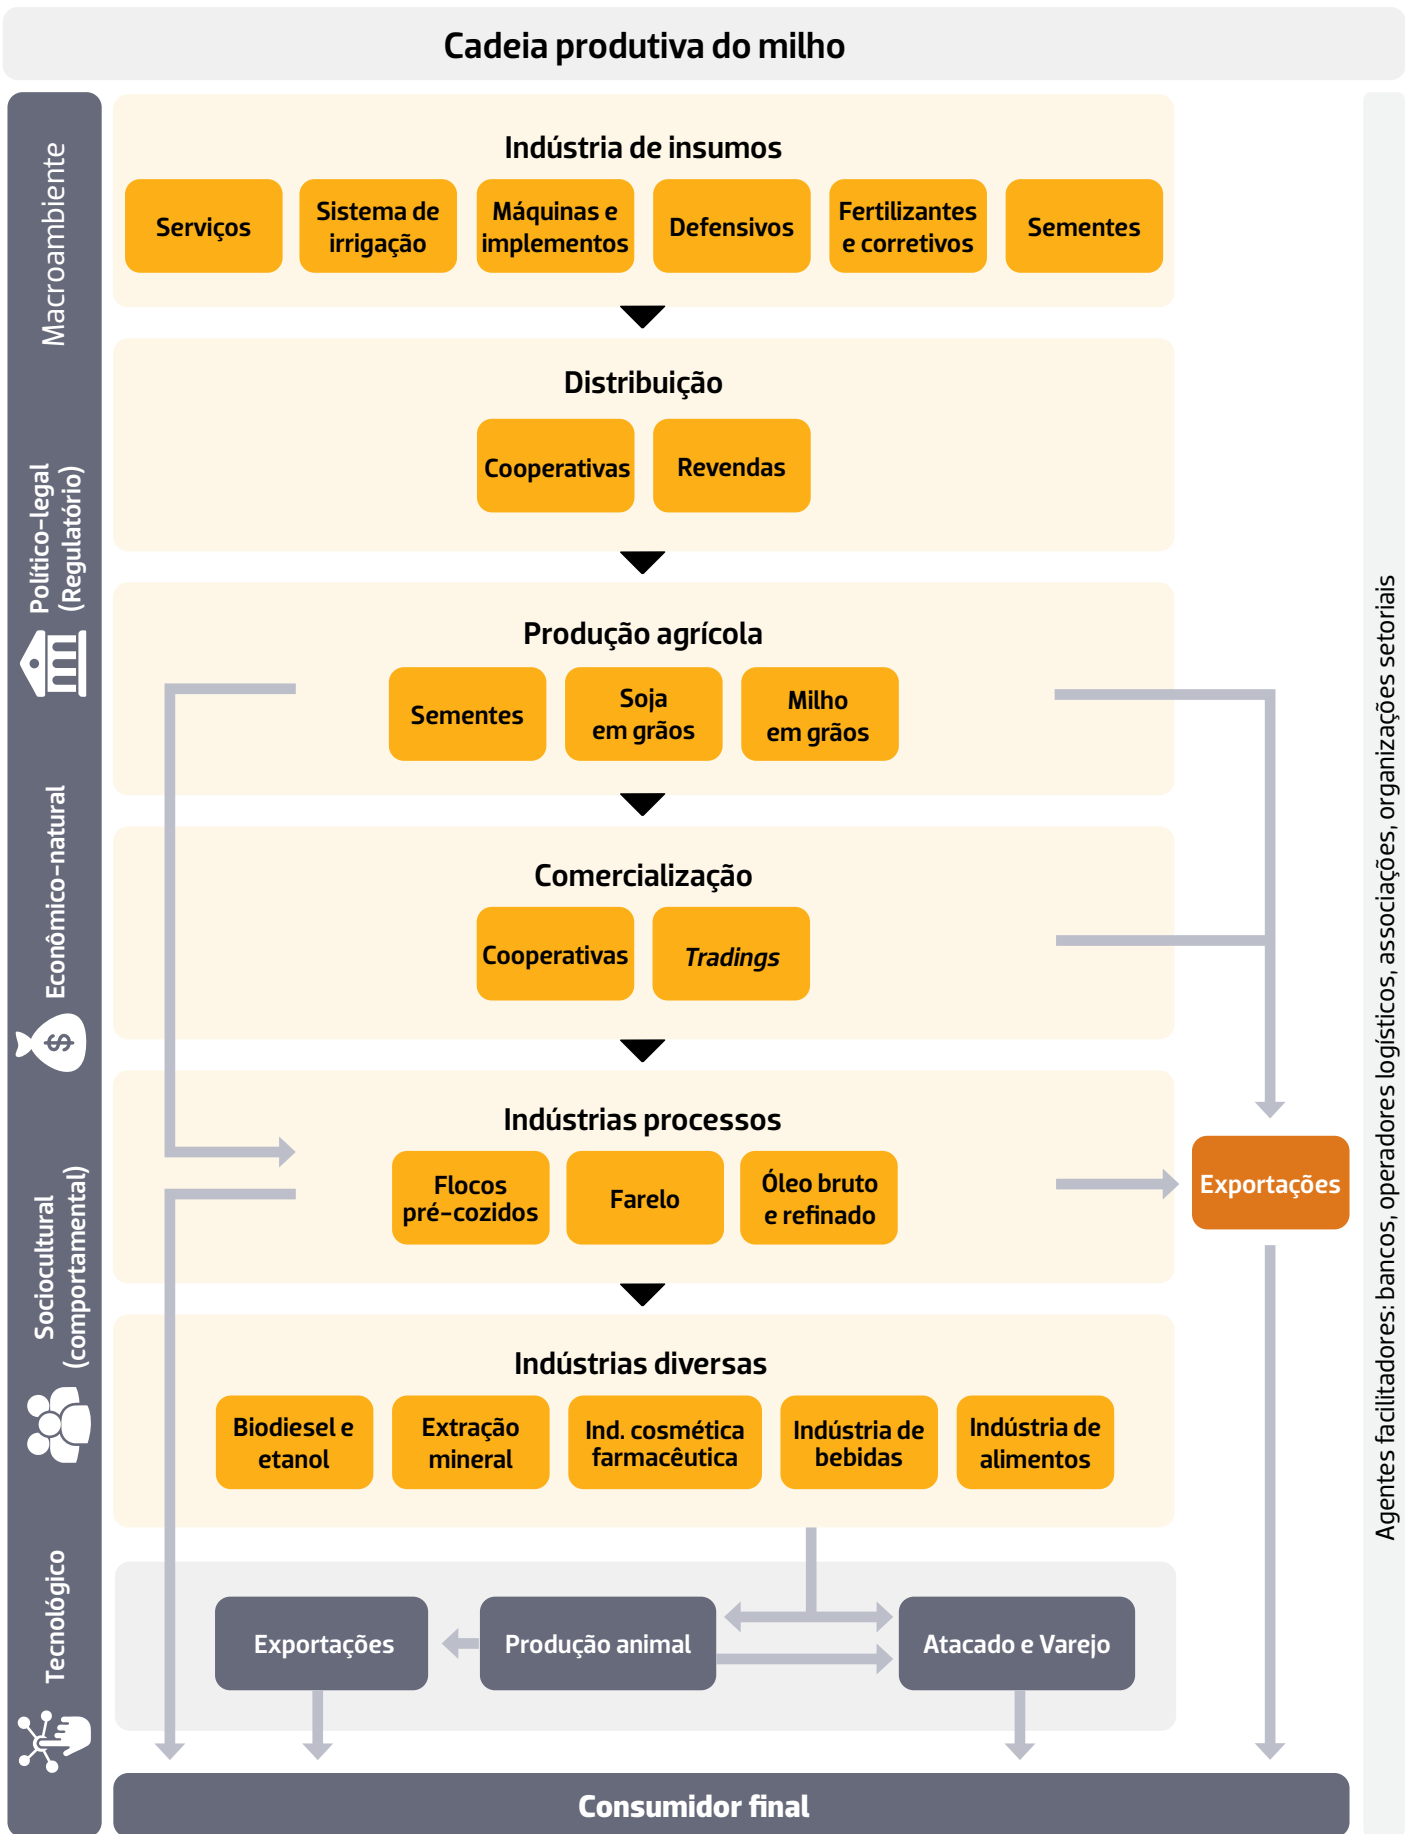 Cadeia produtiva do milho
Macroambiente
Político-legal
(Regulatório)
Econômico-natural
$
Sociocultural
(comportamental)
Tecnológico
Indústria de insumos
Serviços
Sistema de
irrigação
Máquinas e
implementos
Defensivos
Fertilizantes
e corretivos
Sementes
Distribuição
Cooperativas
Revendas
Produção agrícola
Sementes
Soja
em grãos
Milho
em grãos
Comercialização
Cooperativas
Tradings
Indústrias processos
Flocos
pré-cozidos
Farelo
Óleo bruto
e refinado
Exportações
Indústrias diversas
Biodiesel e
etanol
Extração
mineral
Ind. cosmética
farmacêutica
Indústria de
bebidas
Indústria de
alimentos
Exportações
Produção animal
Atacado e Varejo
Consumidor final
Agentes facilitadores: bancos, operadores logísticos, associações, organizações setoriais